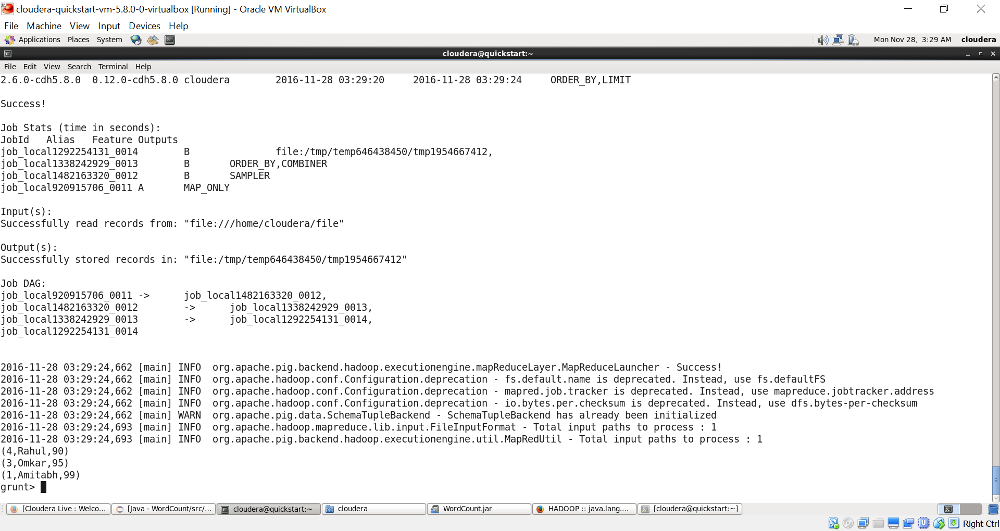 cloudera-quickstart-vm-5.8.0-0-virtualbox [Running] - Oracle VM VirtualBox
File Machine View Input Devices Help
Applications Places System Mon Nov 28, 3:29 AM cloudera
cloudera@quickstart:~
File Edit View Search Terminal Help
2.6.0-cdh5.8.0 0.12.0-cdh5.8.0 cloudera 2016-11-28 03:29:20 2016-11-28 03:29:24 ORDER_BY,LIMIT
Success!
Job Stats (time in seconds):
JobId Alias Feature Outputs
job_local1292254131_0014 B file:/tmp/temp646438450/tmp1954667412,
job_local1338242929_0013 B ORDER_BY,COMBINER
job_local1482163320_0012 B SAMPLER
job_local920915706_0011 A MAP_ONLY
Input(s):
Successfully read records from: "file:///home/cloudera/file"
Output(s):
Successfully stored records in: "file:/tmp/temp646438450/tmp1954667412"
Job DAG:
job_local920915706_0011 -> job_local1482163320_0012,
job_local1482163320_0012 -> job_local1338242929_0013,
job_local1338242929_0013 -> job_local1292254131_0014,
job_local1292254131_0014
2016-11-28 03:29:24,662 [main] INFO org.apache.pig.backend.hadoop.executionengine.mapReduceLayer.MapReduceLauncher - Success!
2016-11-28 03:29:24,662 [main] INFO org.apache.hadoop.conf.Configuration.deprecation - fs.default.name is deprecated. Instead, use fs.defaultFS
2016-11-28 03:29:24,662 [main] INFO org.apache.hadoop.conf.Configuration.deprecation - mapred.job.tracker is deprecated. Instead, use mapreduce.jobtracker.address
2016-11-28 03:29:24,662 [main] INFO org.apache.hadoop.conf.Configuration.deprecation - io.bytes.per.checksum is deprecated. Instead, use dfs.bytes-per-checksum
2016-11-28 03:29:24,662 [main] WARN org.apache.pig.data.SchemaTupleBackend - SchemaTupleBackend has already been initialized
2016-11-28 03:29:24,693 [main] INFO org.apache.hadoop.mapreduce.lib.input.FileInputFormat - Total input paths to process : 1
2016-11-28 03:29:24,693 [main] INFO org.apache.pig.backend.hadoop.executionengine.util.MapRedUtil - Total input paths to process : 1
(4,Rahul,90)
(3,Omkar,95)
(1,Amitabh,99)
grunt>
[Cloudera Live : Welco... [Java - WordCount/src/... cloudera@quickstart:~ cloudera WordCount.jar HADOOP :: java.lang.... [cloudera@quickstart:~]
Right Ctrl